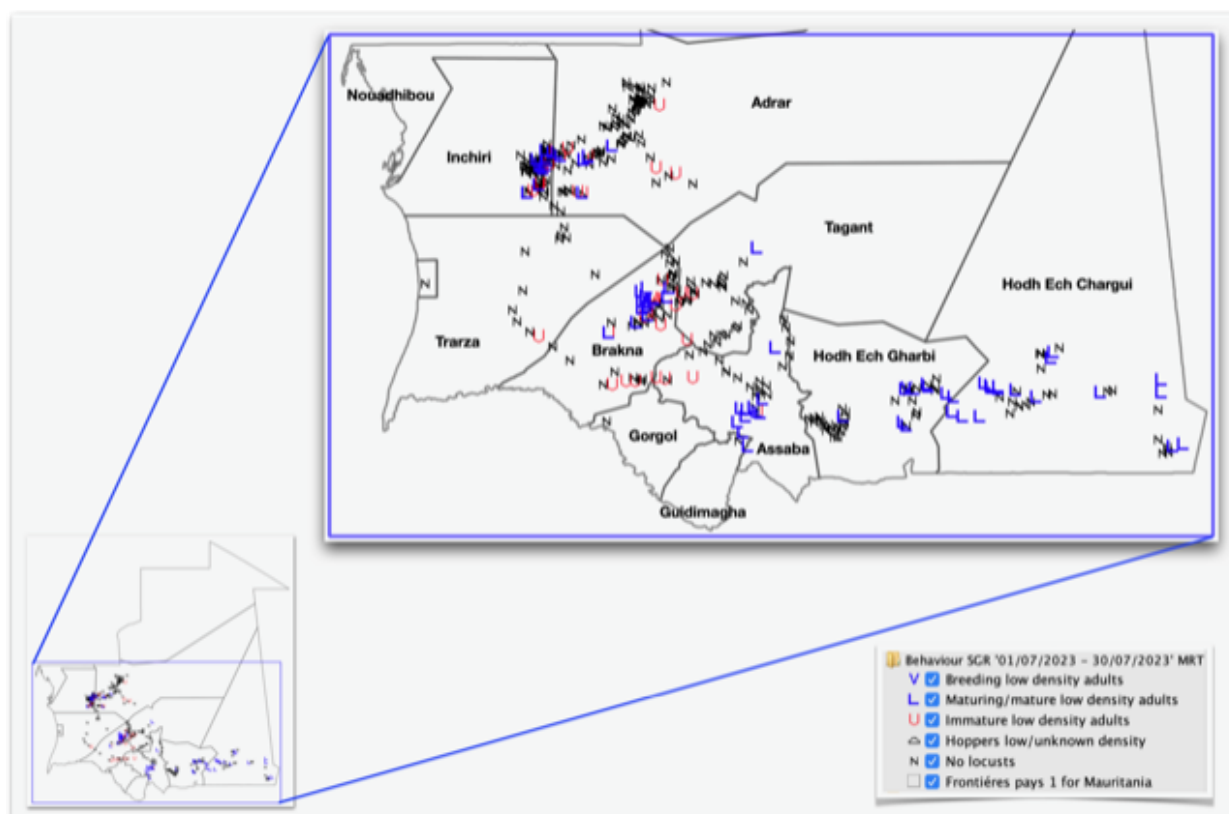 Nouadhibou
Adrar
Inchiri
Tagant
Hodh Ech Chargui
Trarza
Brakna
Hodh Ech Gharbi
Gorgol
Assaba
Guidimagha
Behaviour SGR '01/07/2023 - 30/07/2023' MRT
V Breeding low density adults
L Maturing/mature low density adults
U Immature low density adults
Hoppers low/unknown density
N No locusts
Frontiéres pays 1 for Mauritania